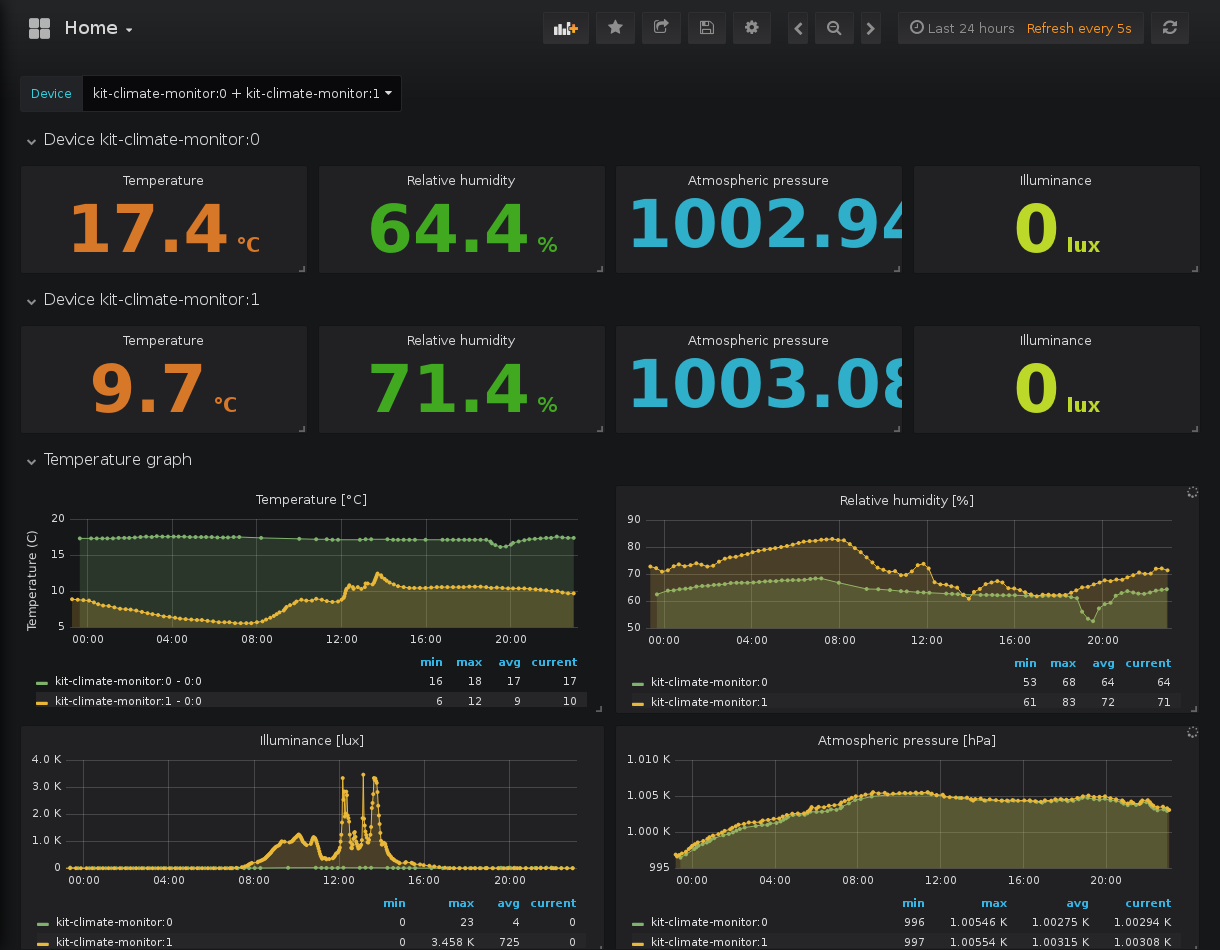 Home
Last 24 hours Refresh every 5s
Device kit-climate-monitor:0 + kit-climate-monitor:1
Device kit-climate-monitor:0
Temperature Relative humidity Atmospheric pressure Illuminance
17.4 °C 64.4 % 1002.94 0 lux
Device kit-climate-monitor:1
Temperature Relative humidity Atmospheric pressure Illuminance
9.7 °C 71.4 % 1003.08 0 lux
Temperature graph
Temperature [°C]
Temperature (C)
20
15
10
5
00:00 04:00 08:00 12:00 16:00 20:00
min max avg current
kit-climate-monitor:0 - 0:0 16 18 17 17
kit-climate-monitor:1 - 0:0 6 12 9 10
Relative humidity [%]
90
80
70
60
50
00:00 04:00 08:00 12:00 16:00 20:00
min max avg current
kit-climate-monitor:0 53 68 64 64
kit-climate-monitor:1 61 83 72 71
Illuminance [lux]
4.0 K
3.0 K
2.0 K
1.0 K
0
00:00 04:00 08:00 12:00 16:00 20:00
min max avg current
kit-climate-monitor:0 0 23 4 0
kit-climate-monitor:1 0 3.458 K 725 0
Atmospheric pressure [hPa]
1.010 K
1.005 K
1.000 K
995
00:00 04:00 08:00 12:00 16:00 20:00
min max avg current
kit-climate-monitor:0 996 1.00546 K 1.00275 K 1.00294 K
kit-climate-monitor:1 997 1.00554 K 1.00315 K 1.00308 K